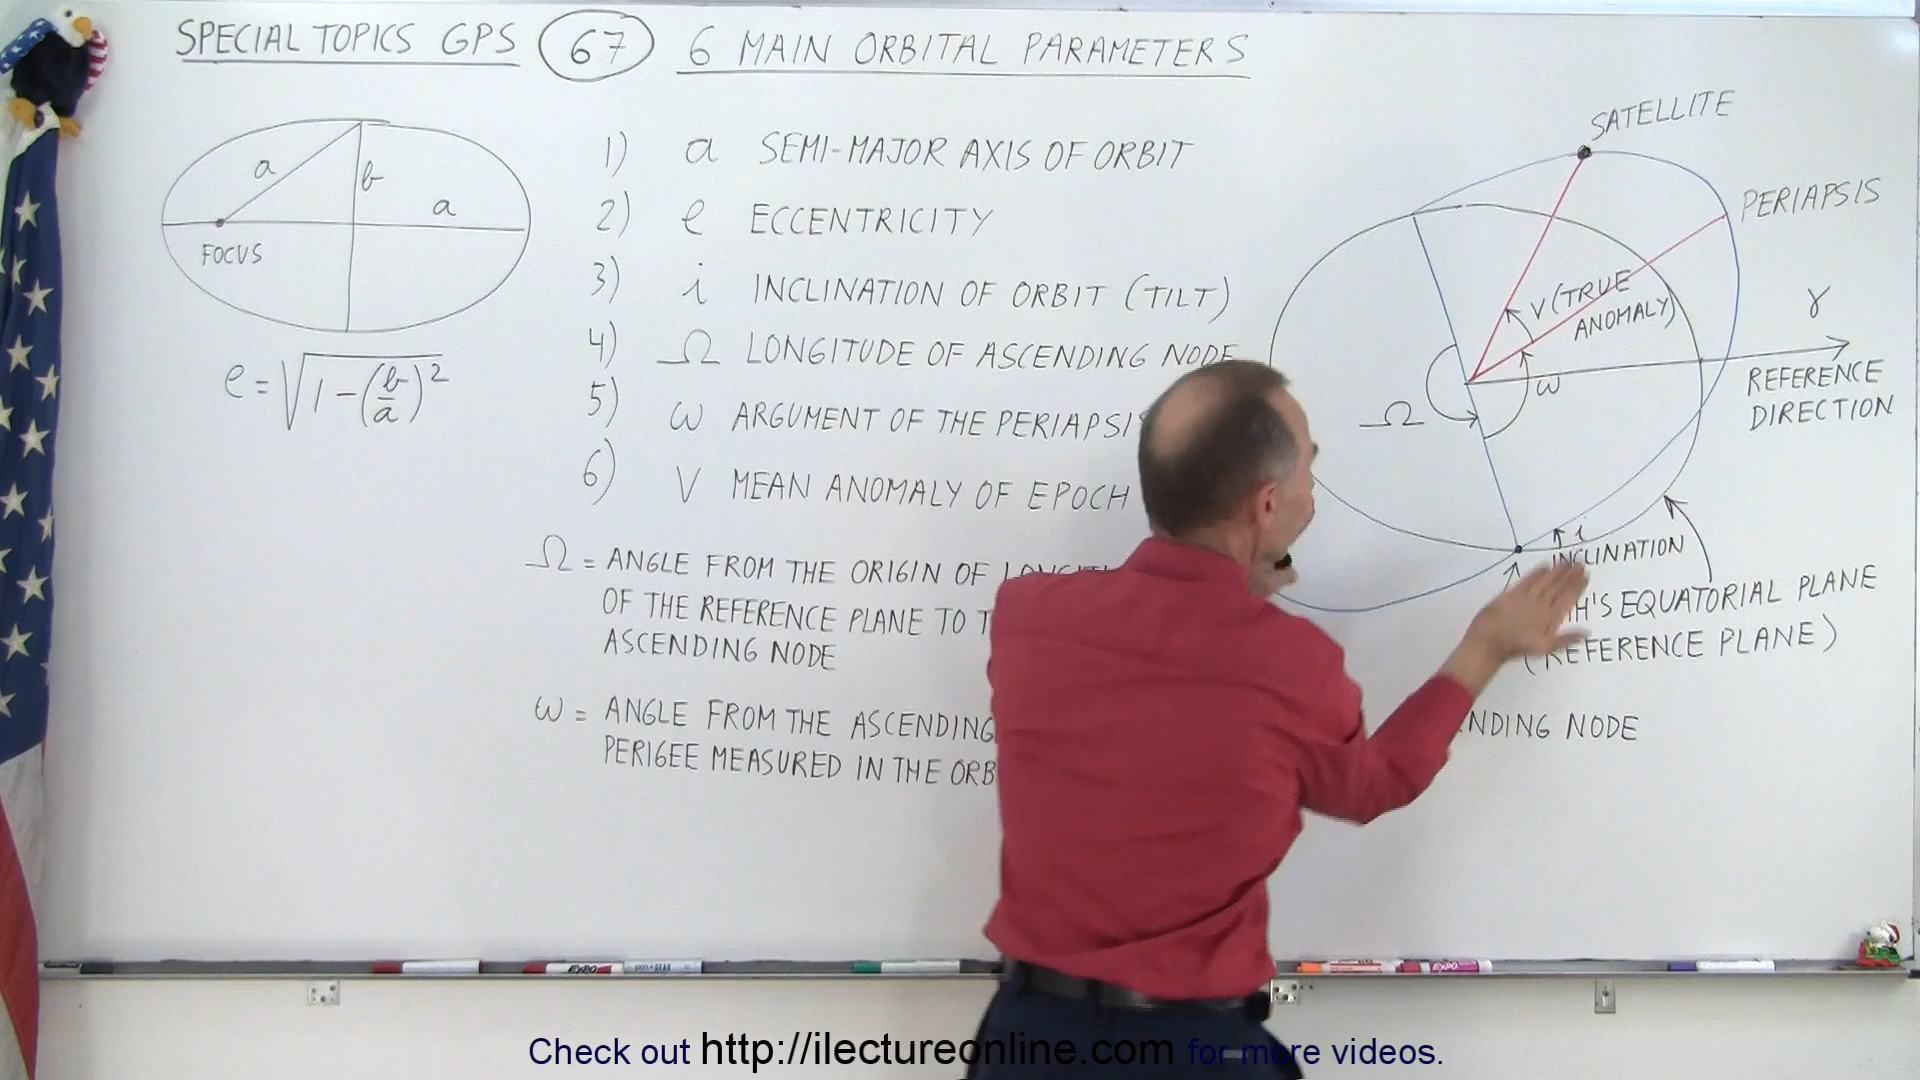 SPECIAL TOPICS GPS 67 6 MAIN ORBITAL PARAMETERS
a
b
a
FOCUS
e = √1-(b/a)²
1) a SEMI-MAJOR AXIS OF ORBIT
2) e ECCENTRICITY
3) i INCLINATION OF ORBIT (TILT)
4) Ω LONGITUDE OF ASCENDING NODE
5) ω ARGUMENT OF THE PERIAPSIS
6) V MEAN ANOMALY OF EPOCH
Ω = ANGLE FROM THE ORIGIN OF
OF THE REFERENCE PLANE TO
ASCENDING NODE
ω = ANGLE FROM THE ASCENDING
PERIGEE MEASURED IN THE
SATELLITE
PERIAPSIS
V (TRUE
ANOMALY)
γ
REFERENCE
DIRECTION
ω
Ω
i
INCLINATION
H'S EQUATORIAL PLANE
(REFERENCE PLANE)
NDING NODE
EXPO
EXPO
Check out http://ilectureonline.com for more videos.